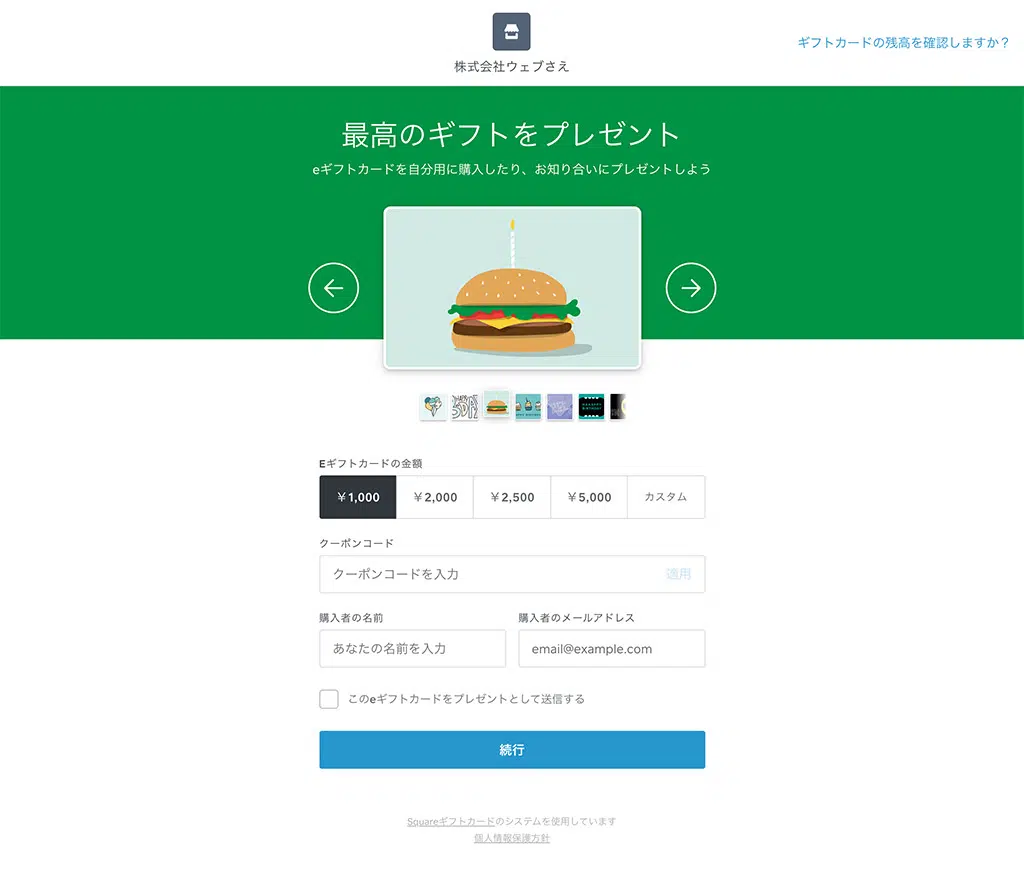 株式会社ウェブさえ
ギフトカードの残高を確認しますか？
最高のギフトをプレゼント
eギフトカードを自分用に購入したり、お知り合いにプレゼントしよう
Eギフトカードの金額
￥1,000 ￥2,000 ￥2,500 ￥5,000 カスタム
クーポンコード
クーポンコードを入力 適用
購入者の名前 購入者のメールアドレス
あなたの名前を入力 email@example.com
このeギフトカードをプレゼントとして送信する
続行
Squareギフトカードのシステムを使用しています
個人情報保護方針